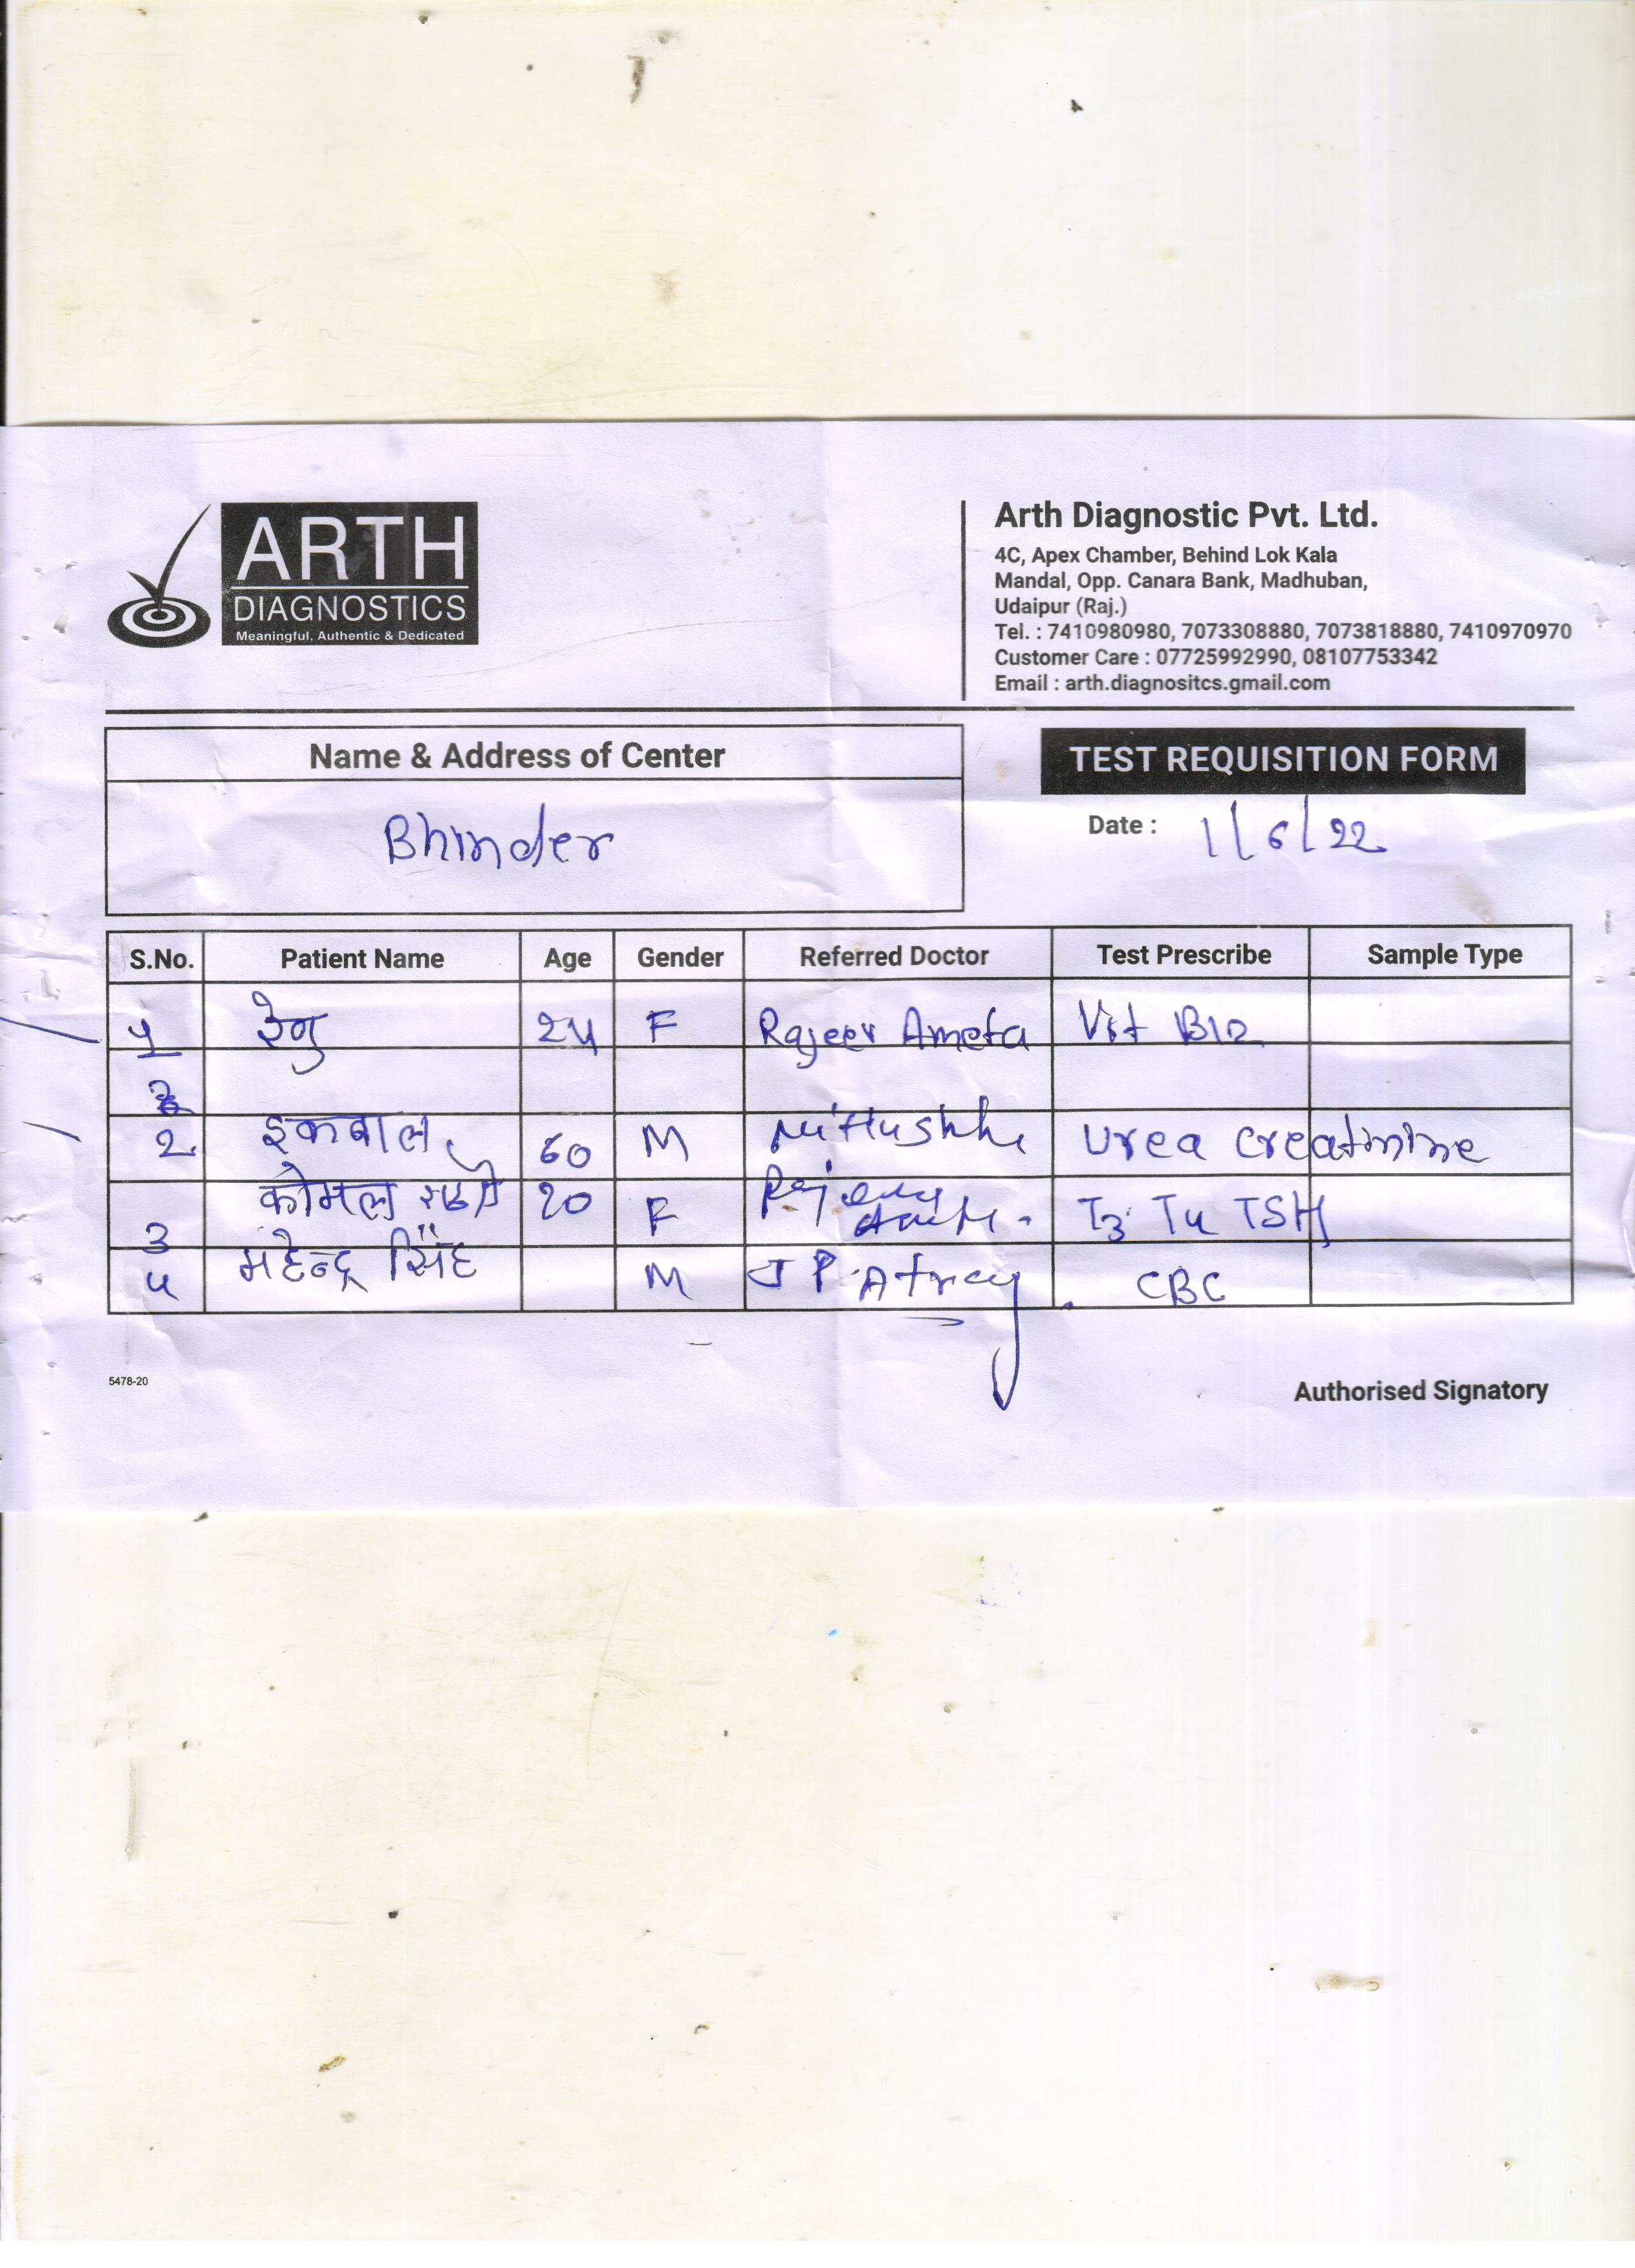 ARTH
DIAGNOSTICS
Meaningful, Authentic & Dedicated
Arth Diagnostic Pvt. Ltd.
4C, Apex Chamber, Behind Lok Kala
Mandal, Opp. Canara Bank, Madhuban,
Udaipur (Raj.)
Tel. : 7410980980, 7073308880, 7073818880, 7410970970
Customer Care : 07725992990, 08107753342
Email : arth.diagnositcs.gmail.com
Name & Address of Center
TEST REQUISITION FORM
Bhinder
Date : 1/6/22
S.No. Patient Name Age Gender Referred Doctor Test Prescribe Sample Type
रेनु 24 F Rajeev Ameta Vit B12
2 इकबाल 60 M Urea Creatinine
3 कोमल 20 F T3 T4 TSH
4 महेन्द्र सिंह M J P Atrey CBC
5478-20
Authorised Signatory